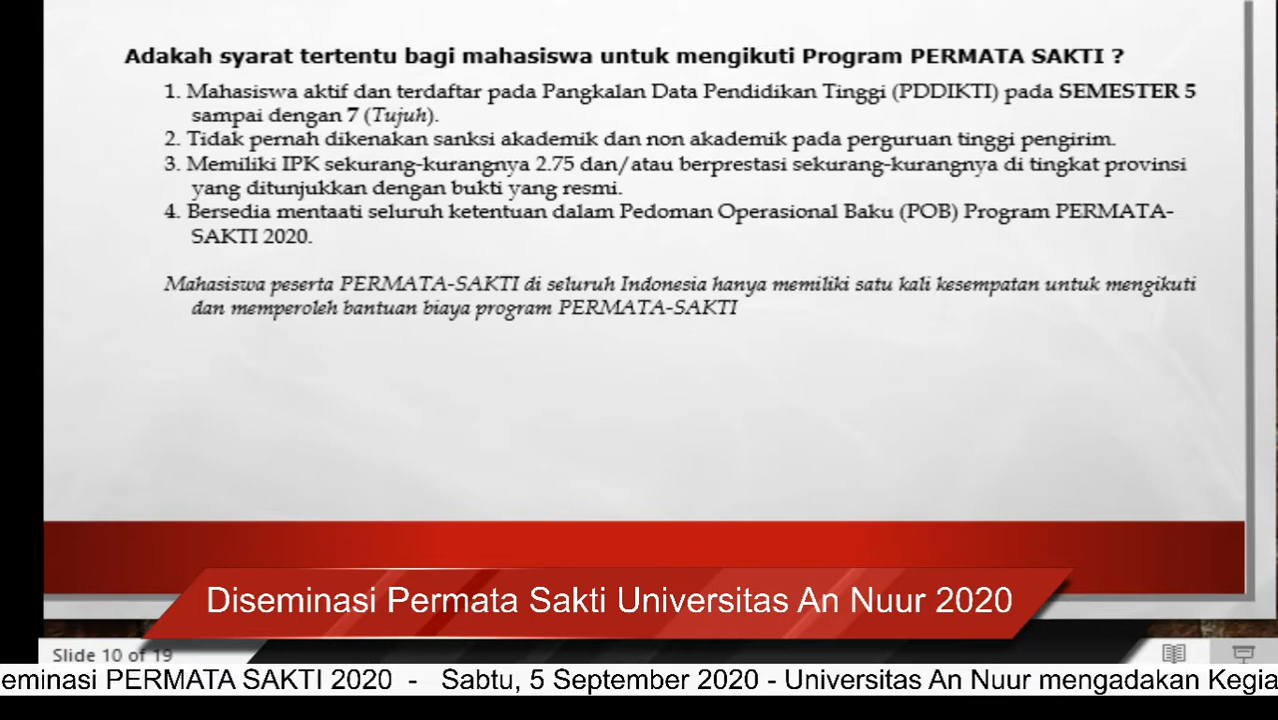 Adakah syarat tertentu bagi mahasiswa untuk mengikuti Program PERMATA SAKTI ?
1. Mahasiswa aktif dan terdaftar pada Pangkalan Data Pendidikan Tinggi (PDDIKTI) pada SEMESTER 5
sampai dengan 7 (Tujuh).
2. Tidak pernah dikenakan sanksi akademik dan non akademik pada perguruan tinggi pengirim.
3. Memiliki IPK sekurang-kurangnya 2.75 dan/atau berprestasi sekurang-kurangnya di tingkat provinsi
yang ditunjukkan dengan bukti yang resmi.
4. Bersedia mentaati seluruh ketentuan dalam Pedoman Operasional Baku (POB) Program PERMATA-
SAKTI 2020.
Mahasiswa peserta PERMATA-SAKTI di seluruh Indonesia hanya memiliki satu kali kesempatan untuk mengikuti
dan memperoleh bantuan biaya program PERMATA-SAKTI
Diseminasi Permata Sakti Universitas An Nuur 2020
Slide 10 of 19
eminasi PERMATA SAKTI 2020 - Sabtu, 5 September 2020 - Universitas An Nuur mengadakan Kegia